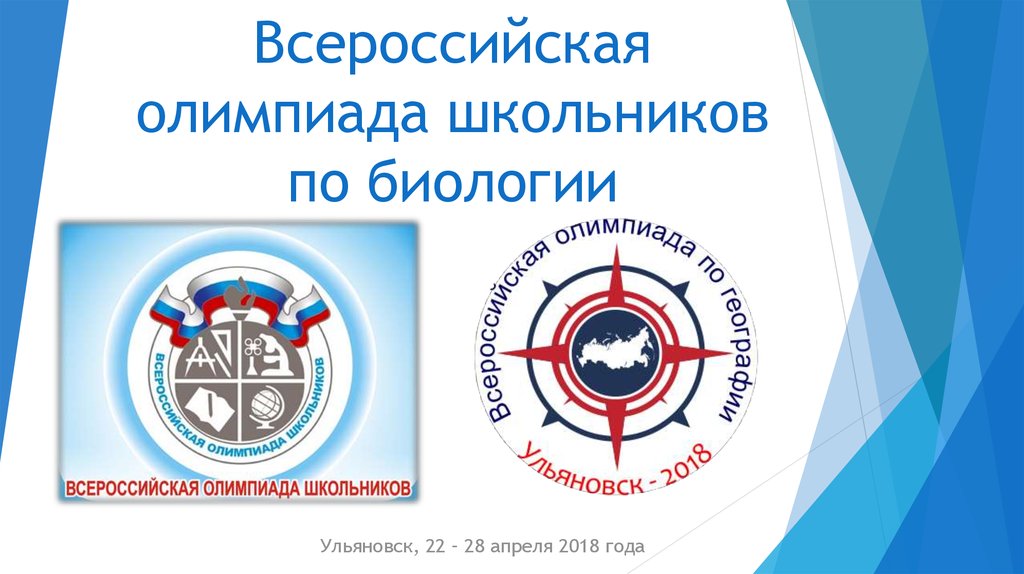 Всероссийская
олимпиада школьников
по биологии
ВСЕРОССИЙСКАЯ ОЛИМПИАДА ШКОЛЬНИКОВ
ВСЕРОССИЙСКАЯ ОЛИМПИАДА ШКОЛЬНИКОВ
Всероссийская олимпиада по географии
Ульяновск - 2018
Ульяновск, 22 – 28 апреля 2018 года